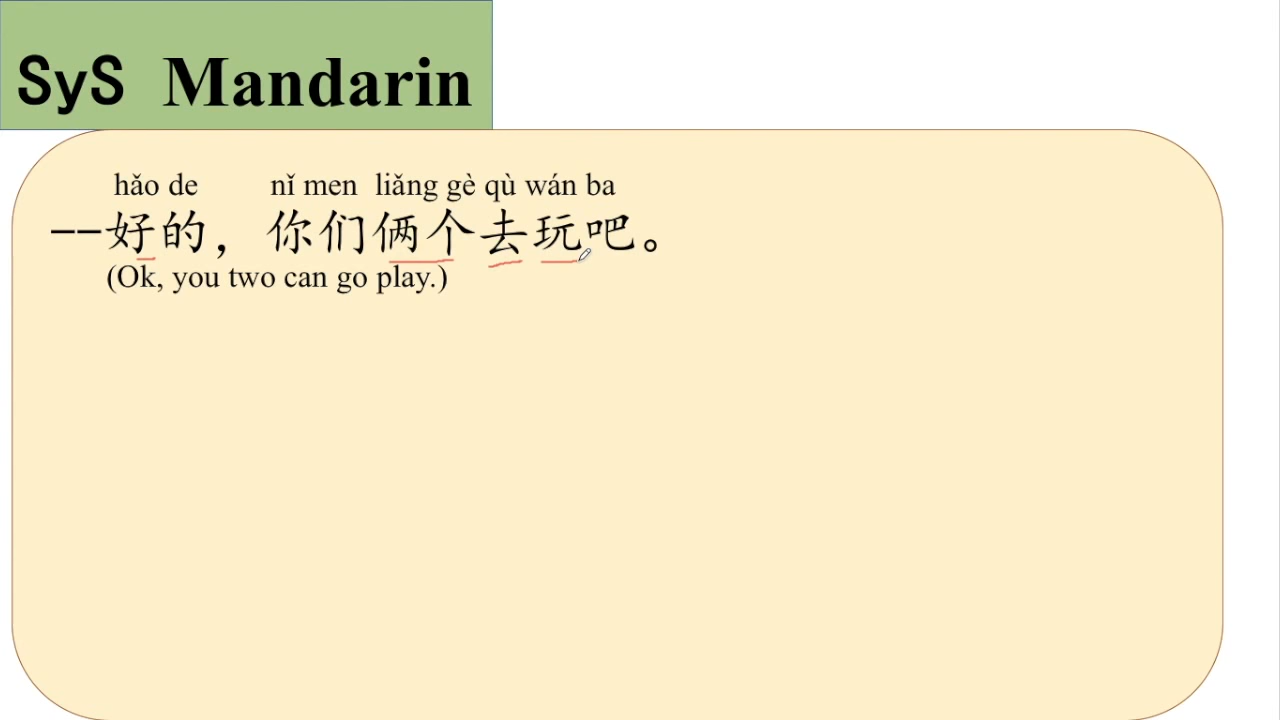 SyS Mandarin
hǎo de nǐ men liǎng gè qù wán ba
--好的，你们俩个去玩吧。
(Ok, you two can go play.)